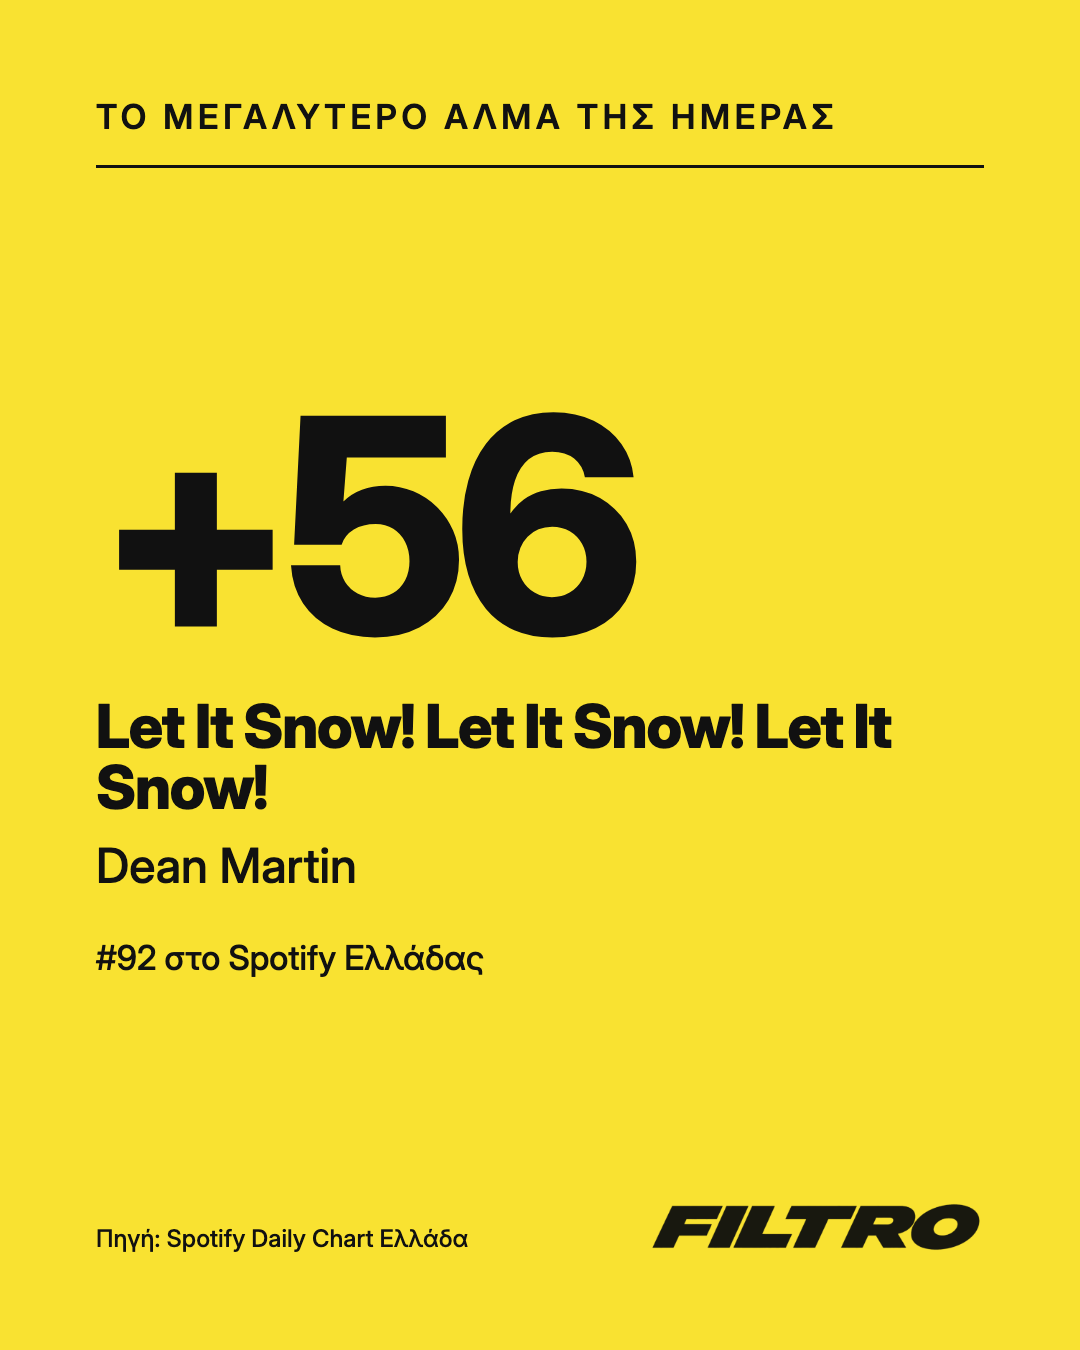 ΤΟ ΜΕΓΑΛΥΤΕΡΟ ΑΛΜΑ ΤΗΣ ΗΜΕΡΑΣ
+56
Let It Snow! Let It Snow! Let It
Snow!
Dean Martin
#92 στο Spotify Ελλάδας
Πηγή: Spotify Daily Chart Ελλάδα
FILTRO